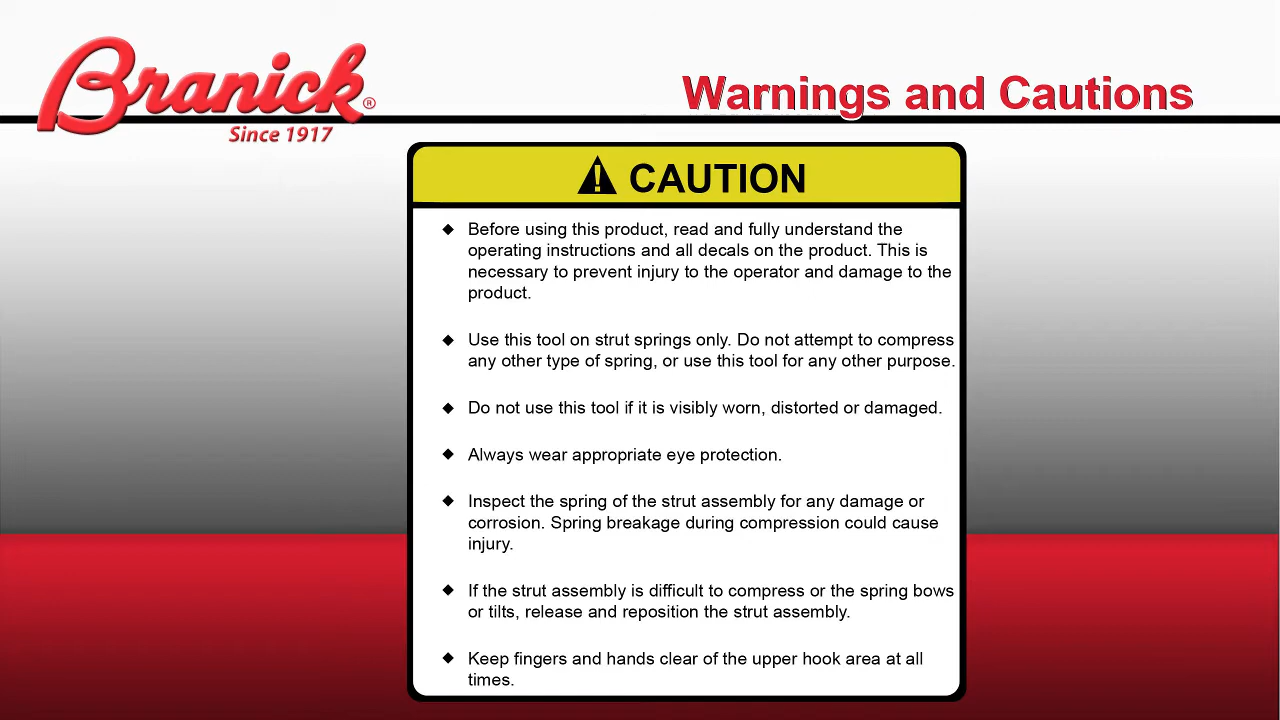 Branick®
Since 1917
Warnings and Cautions
CAUTION
◆ Before using this product, read and fully understand the
operating instructions and all decals on the product. This is
necessary to prevent injury to the operator and damage to the
product.
◆ Use this tool on strut springs only. Do not attempt to compress
any other type of spring, or use this tool for any other purpose.
◆ Do not use this tool if it is visibly worn, distorted or damaged.
◆ Always wear appropriate eye protection.
◆ Inspect the spring of the strut assembly for any damage or
corrosion. Spring breakage during compression could cause
injury.
◆ If the strut assembly is difficult to compress or the spring bows
or tilts, release and reposition the strut assembly.
◆ Keep fingers and hands clear of the upper hook area at all
times.